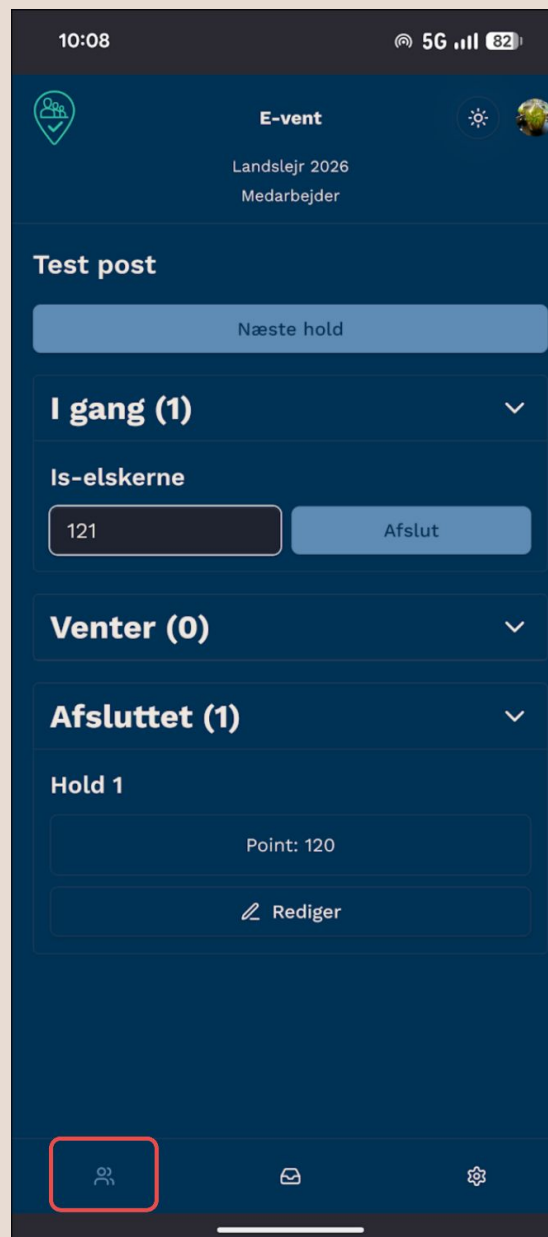 10:08
5G 82
E-vent
Landslejr 2026
Medarbejder
Test post
Næste hold
I gang (1)
Is-elskerne
121 Afslut
Venter (0)
Afsluttet (1)
Hold 1
Point: 120
Rediger